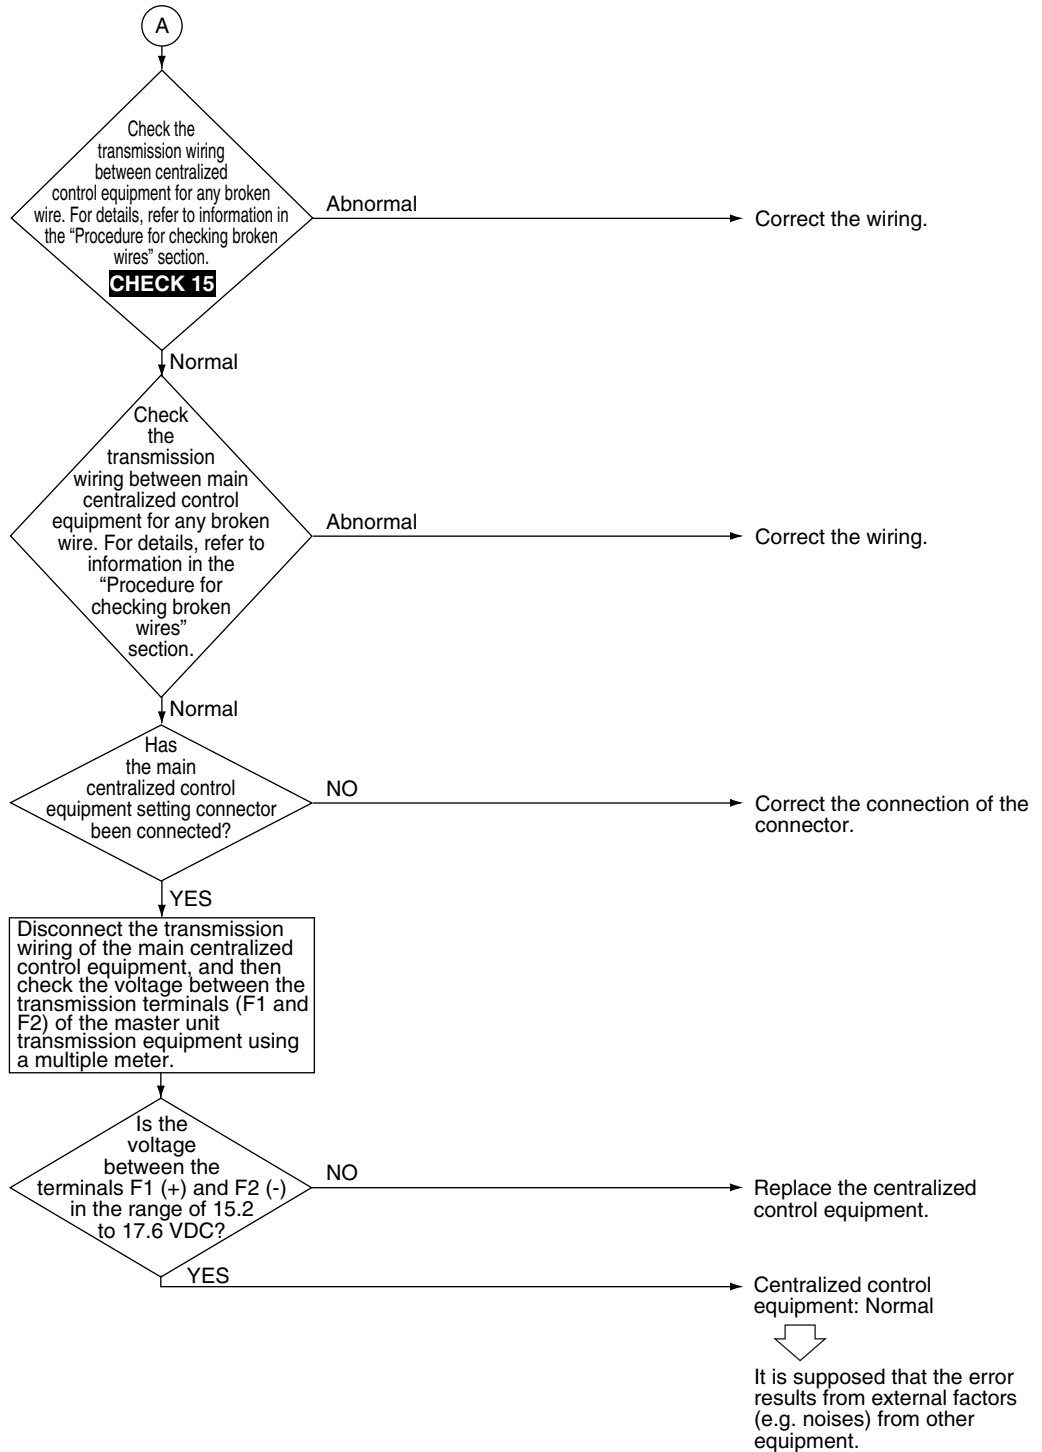 A
Check the
transmission wiring
between centralized
control equipment for any broken
wire. For details, refer to information in
the “Procedure for checking broken
wires” section.
CHECK 15
Abnormal
Correct the wiring.
Normal
Check
the
transmission
wiring between main
centralized control
equipment for any broken
wire. For details, refer to
information in the
“Procedure for
checking broken
wires”
section.
Abnormal
Correct the wiring.
Normal
Has
the main
centralized control
equipment setting connector
been connected?
NO
Correct the connection of the
connector.
YES
Disconnect the transmission
wiring of the main centralized
control equipment, and then
check the voltage between the
transmission terminals (F1 and
F2) of the master unit
transmission equipment using
a multiple meter.
Is the
voltage
between the
terminals F1 (+) and F2 (-)
in the range of 15.2
to 17.6 VDC?
NO
Replace the centralized
control equipment.
YES
Centralized control
equipment: Normal
It is supposed that the error
results from external factors
(e.g. noises) from other
equipment.